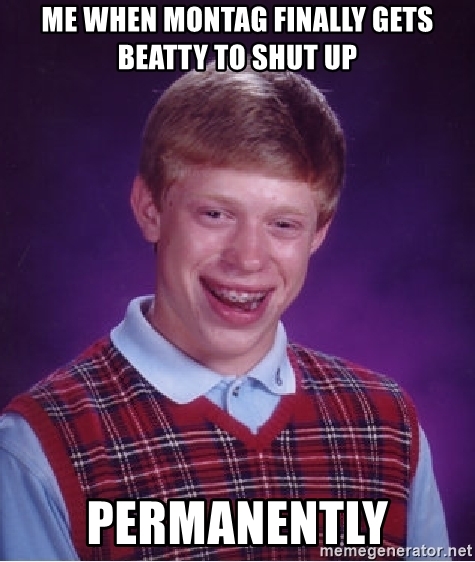 ME WHEN MONTAG FINALLY GETS
BEATTY TO SHUT UP
PERMANENTLY
memegenerator.net